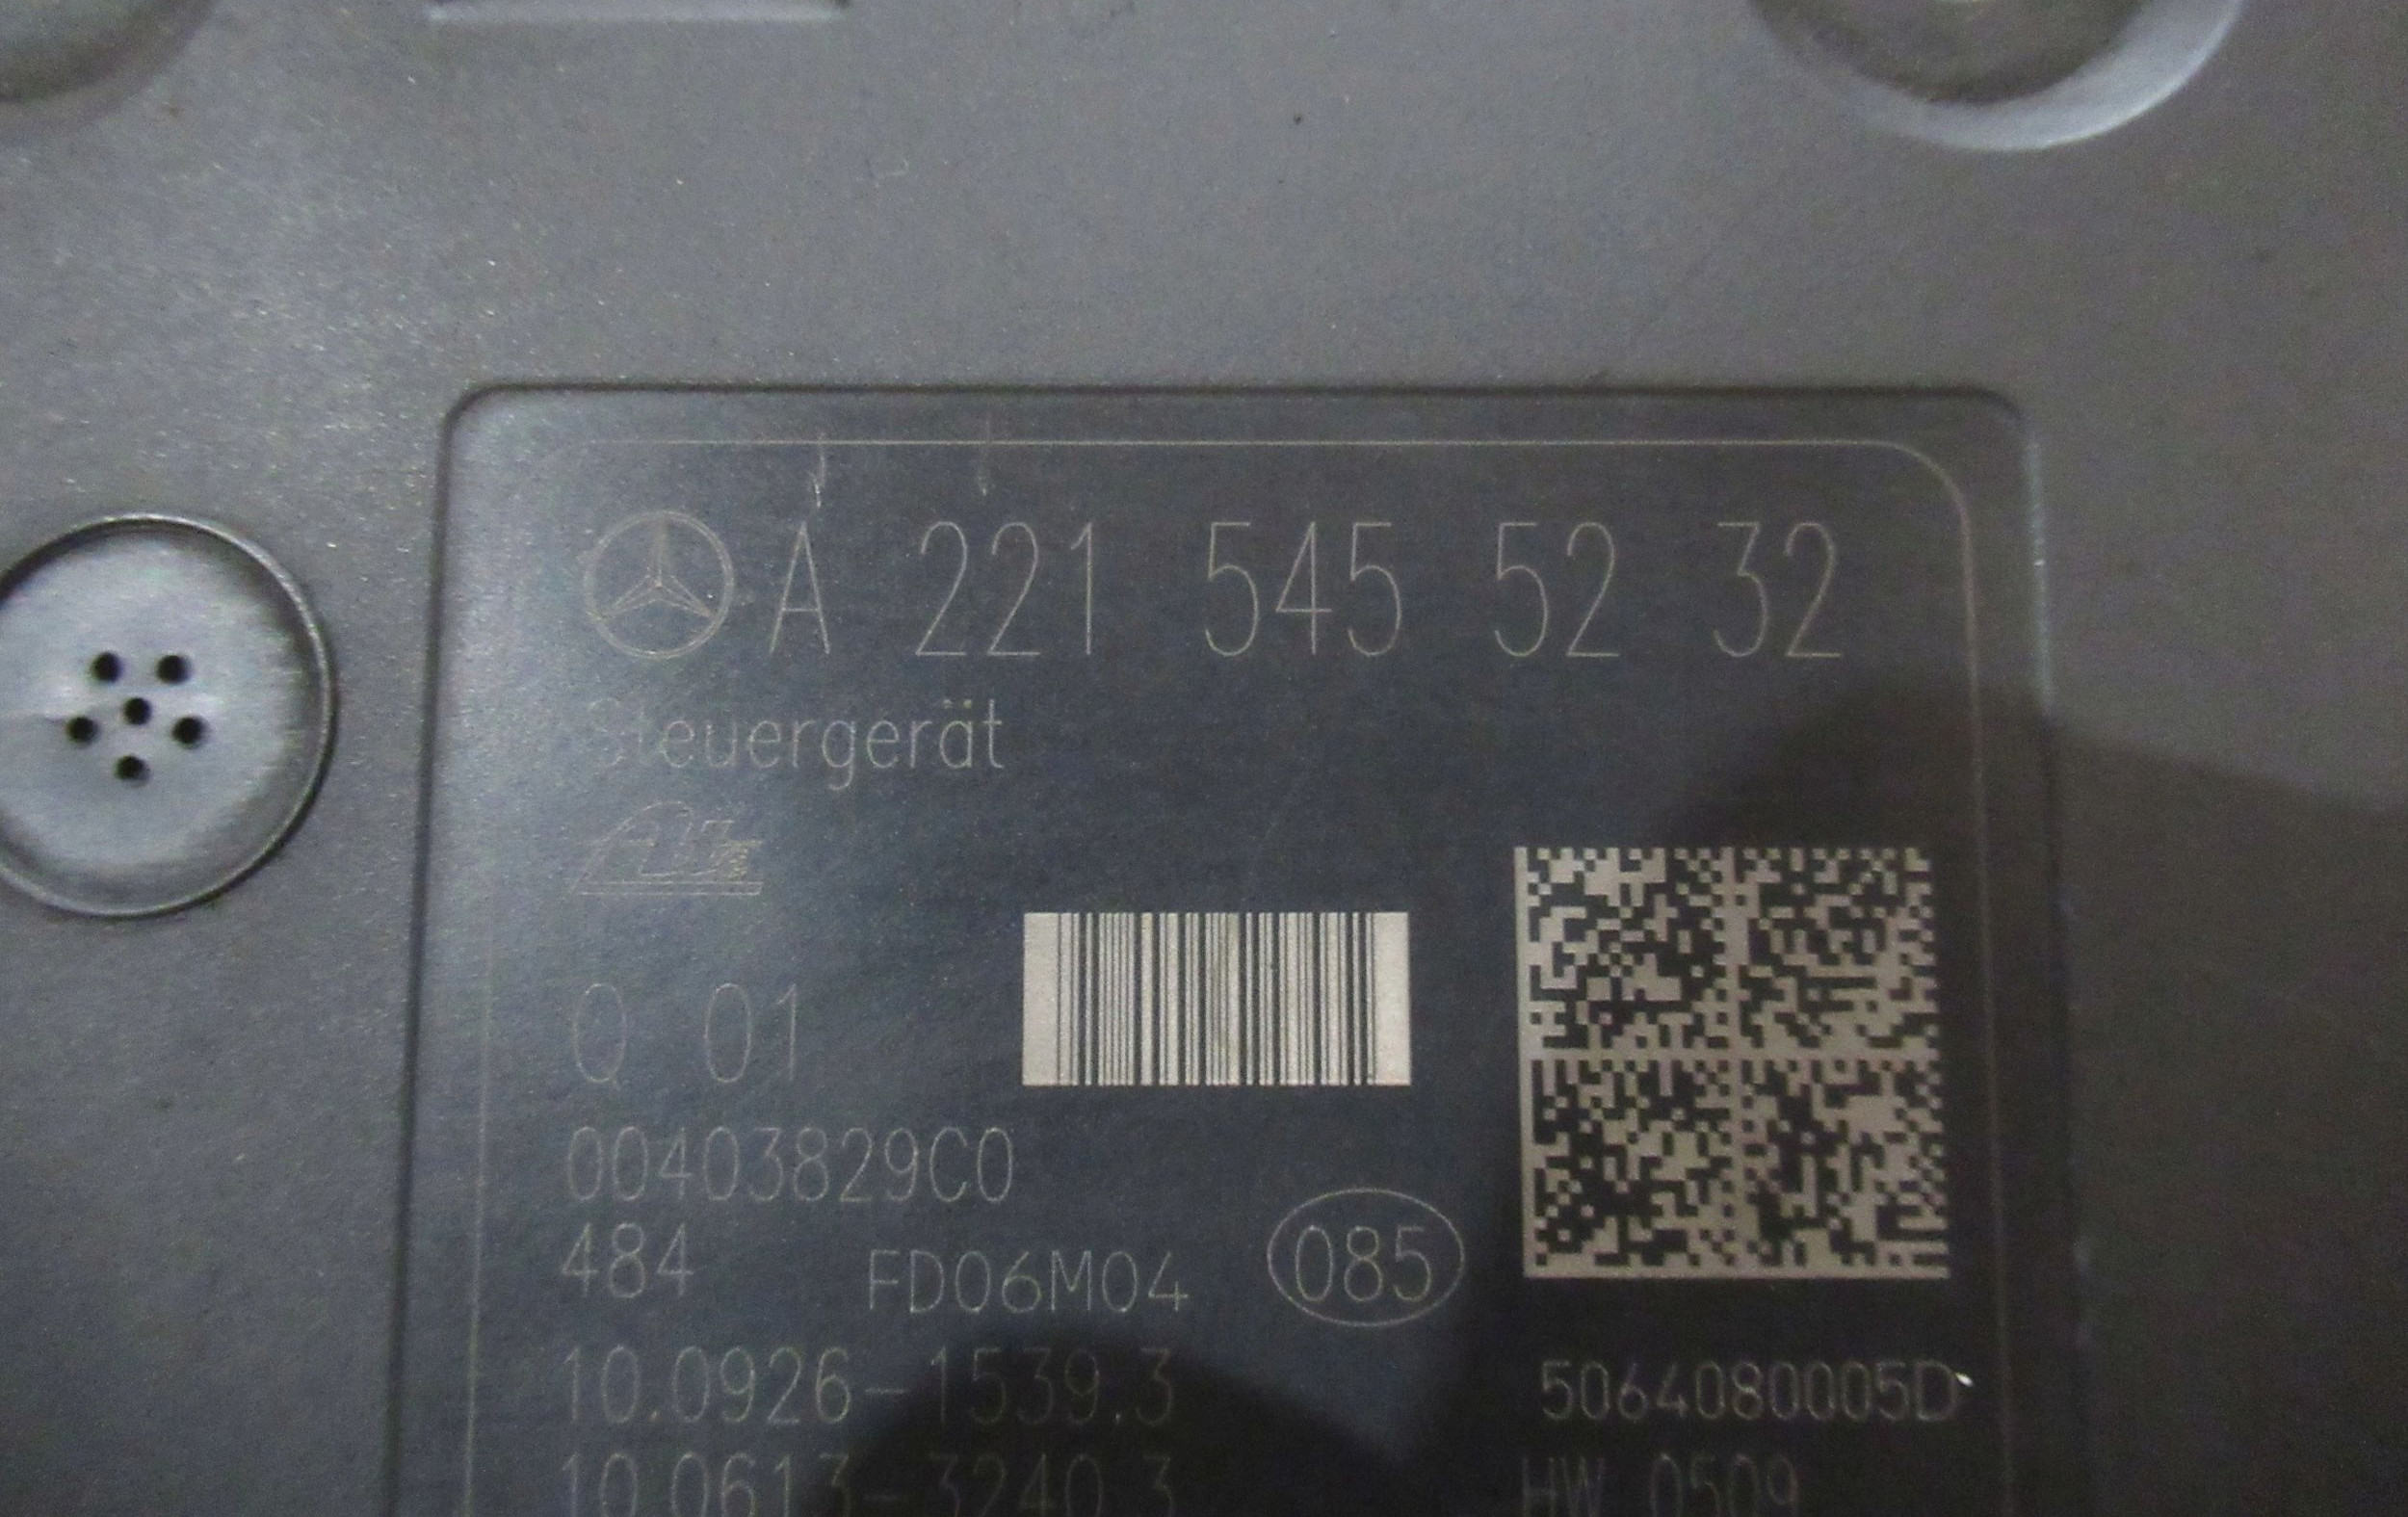 A 221 545 52 32
Steuergerät
ATE
Q 01
00403829C0
484 FD06M04 085
10.0926-1539.3 5064080005D
10.0613-3240.3 HW 0509